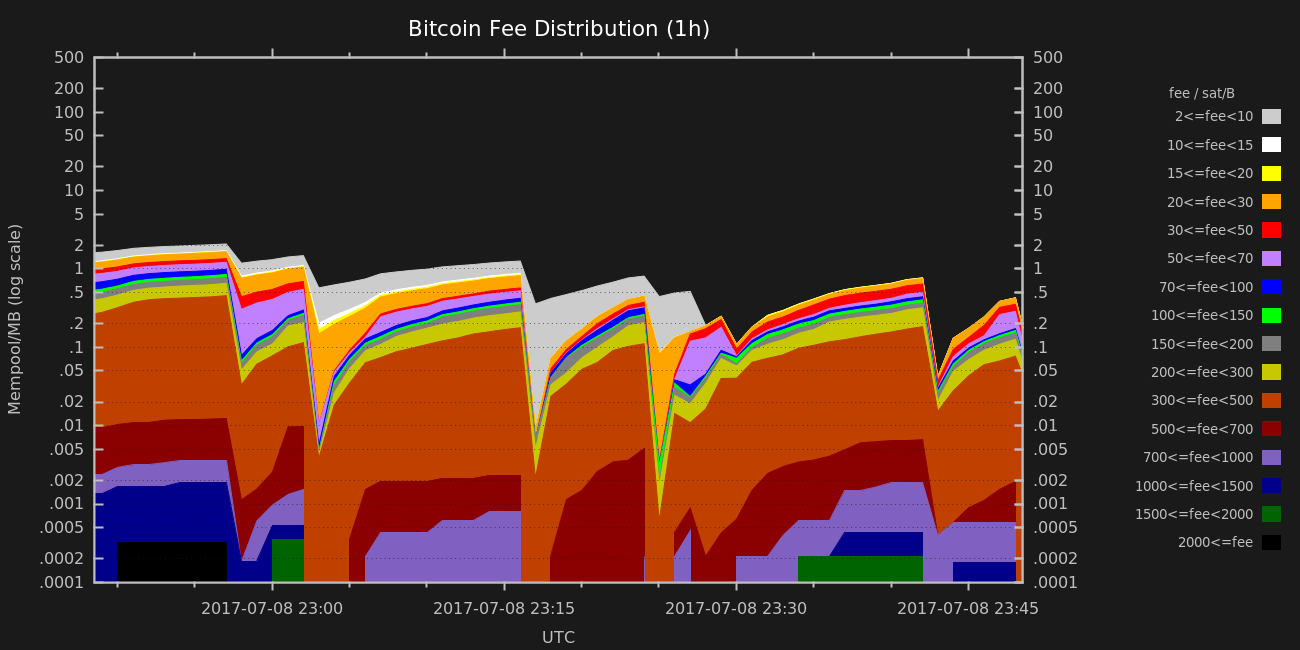 Bitcoin Fee Distribution (1h)
Mempool/MB (log scale)
500
200
100
50
20
10
5
2
1
.5
.2
.1
.05
.02
.01
.005
.002
.001
.0005
.0002
.0001
500
200
100
50
20
10
5
2
1
.5
.2
.1
.05
.02
.01
.005
.002
.001
.0005
.0002
.0001
2017-07-08 23:00
2017-07-08 23:15
2017-07-08 23:30
2017-07-08 23:45
UTC
fee / sat/B
2<=fee<10
10<=fee<15
15<=fee<20
20<=fee<30
30<=fee<50
50<=fee<70
70<=fee<100
100<=fee<150
150<=fee<200
200<=fee<300
300<=fee<500
500<=fee<700
700<=fee<1000
1000<=fee<1500
1500<=fee<2000
2000<=fee